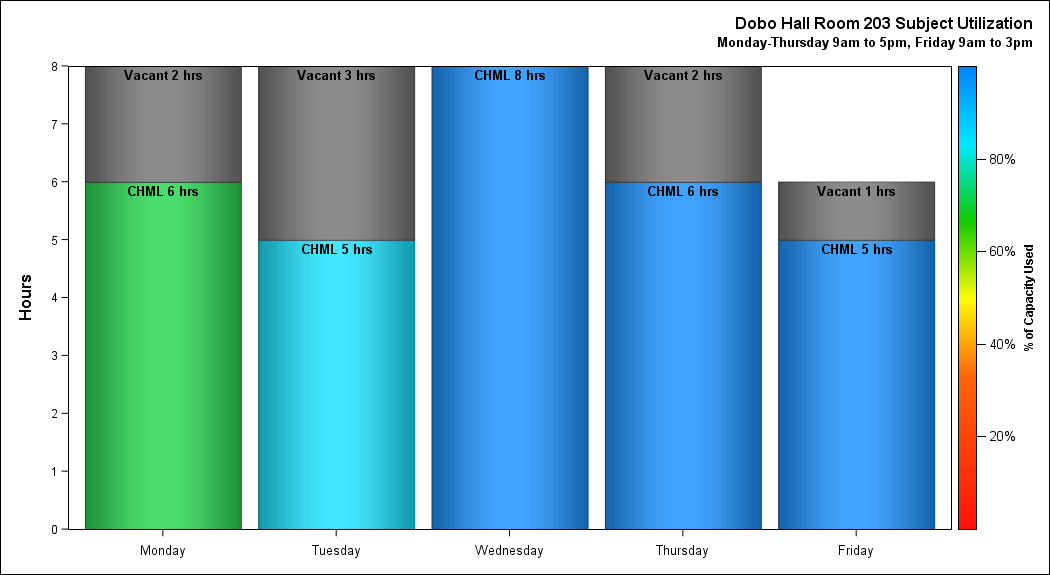 Dobo Hall Room 203 Subject Utilization
Monday-Thursday 9am to 5pm, Friday 9am to 3pm
8
7
6
5
4
3
2
1
0
Hours
Vacant 2 hrs
CHML 6 hrs
Vacant 3 hrs
CHML 5 hrs
CHML 8 hrs
Vacant 2 hrs
CHML 6 hrs
Vacant 1 hrs
CHML 5 hrs
Monday
Tuesday
Wednesday
Thursday
Friday
80%
60%
40%
20%
% of Capacity Used